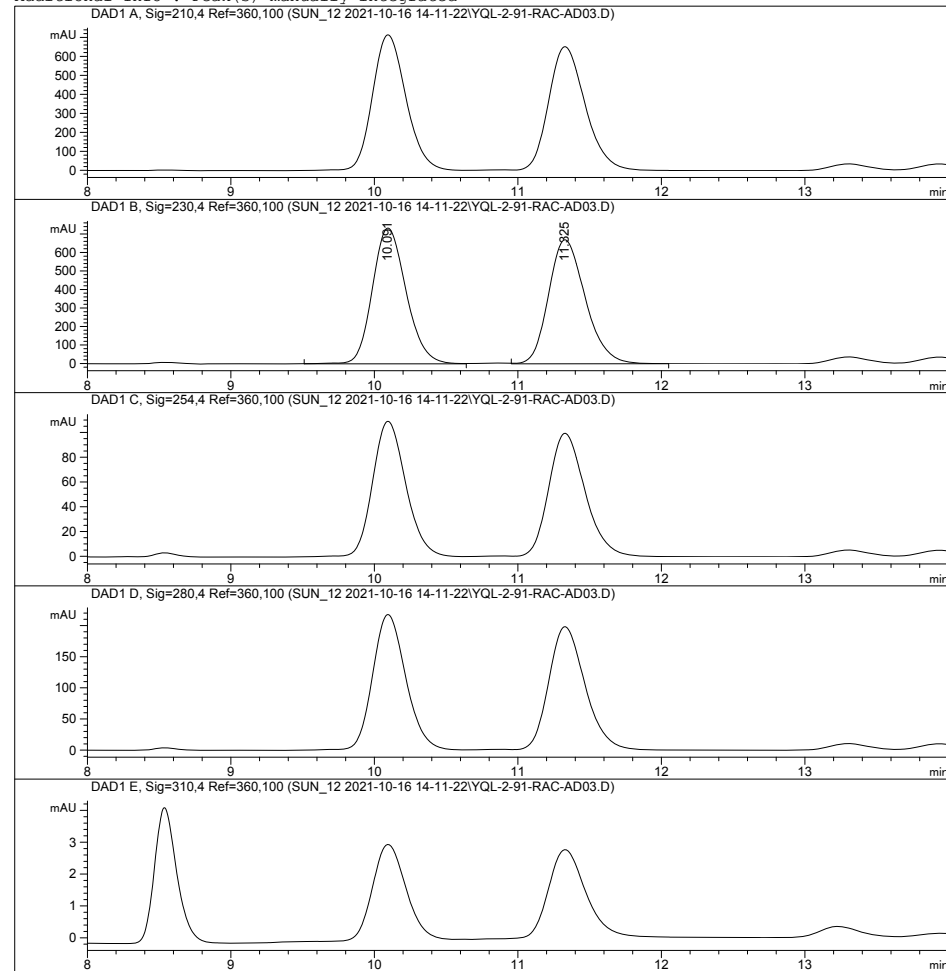 Additional Info : Peak(s) manually integrated
DAD1 A, Sig=210,4 Ref=360,100 (SUN_12 2021-10-16 14-11-22\YQL-2-91-RAC-AD03.D)
mAU
600
500
400
300
200
100
0
8 9 10 11 12 13 min
DAD1 B, Sig=230,4 Ref=360,100 (SUN_12 2021-10-16 14-11-22\YQL-2-91-RAC-AD03.D)
mAU
600
500
400
300
200
100
0
10.091
11.325
8 9 10 11 12 13 min
DAD1 C, Sig=254,4 Ref=360,100 (SUN_12 2021-10-16 14-11-22\YQL-2-91-RAC-AD03.D)
mAU
80
60
40
20
0
8 9 10 11 12 13 min
DAD1 D, Sig=280,4 Ref=360,100 (SUN_12 2021-10-16 14-11-22\YQL-2-91-RAC-AD03.D)
mAU
150
100
50
0
8 9 10 11 12 13 min
DAD1 E, Sig=310,4 Ref=360,100 (SUN_12 2021-10-16 14-11-22\YQL-2-91-RAC-AD03.D)
mAU
3
2
1
0
8 9 10 11 12 13 min